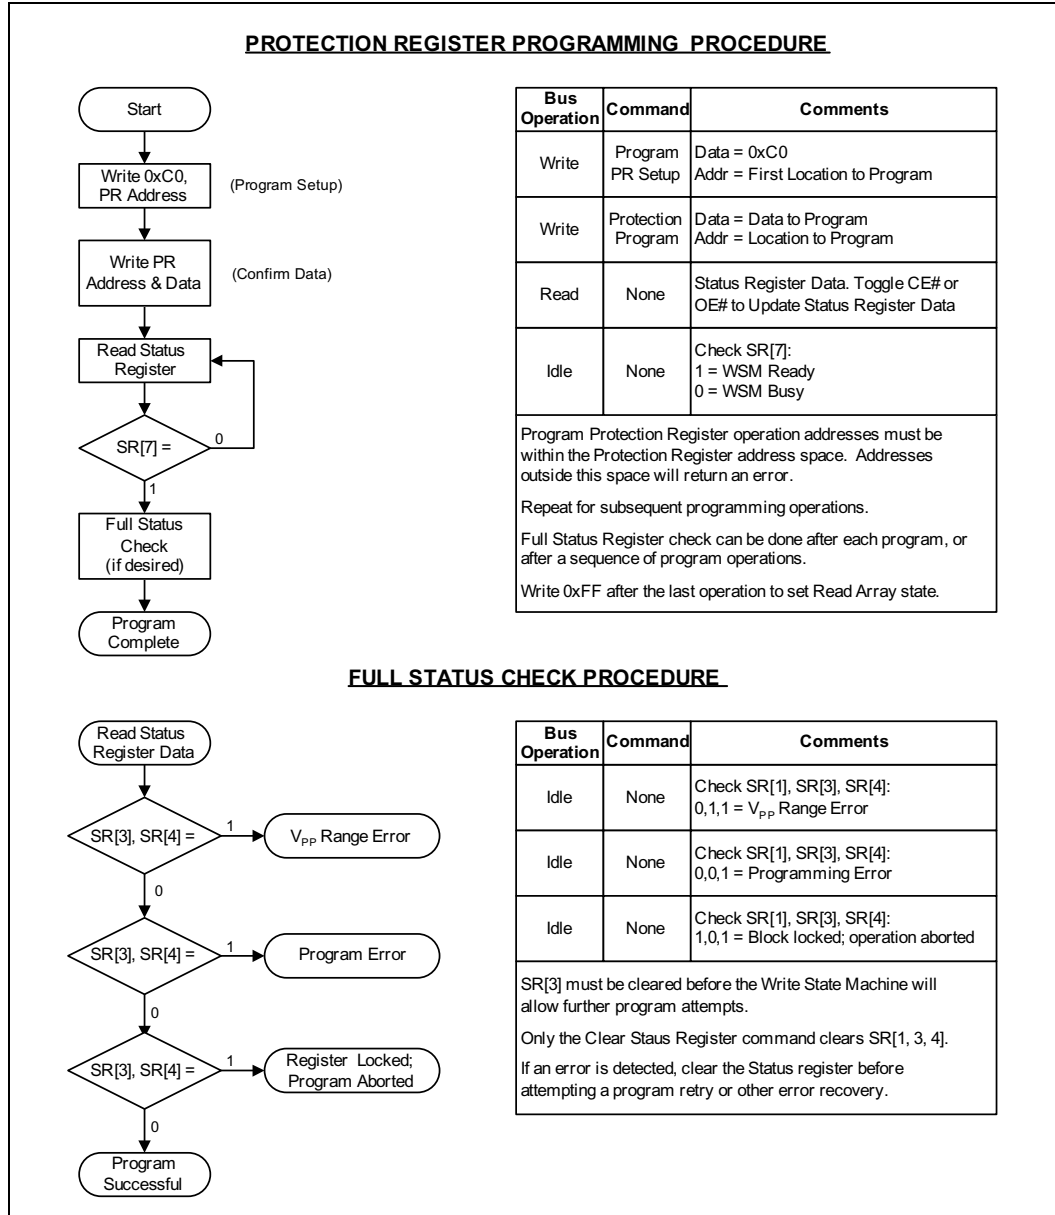 PROTECTION REGISTER PROGRAMMING PROCEDURE
Start
Write 0xC0,
PR Address
(Program Setup)
Write PR
Address & Data
(Confirm Data)
Read Status
Register
SR[7] =
0
1
Full Status
Check
(if desired)
Program
Complete
Bus
Operation
Command
Comments
Write
Program
PR Setup
Data = 0xC0
Addr = First Location to Program
Write
Protection
Program
Data = Data to Program
Addr = Location to Program
Read
None
Status Register Data. Toggle CE# or
OE# to Update Status Register Data
Idle
None
Check SR[7]:
1 = WSM Ready
0 = WSM Busy
Program Protection Register operation addresses must be
within the Protection Register address space. Addresses
outside this space will return an error.
Repeat for subsequent programming operations.
Full Status Register check can be done after each program, or
after a sequence of program operations.
Write 0xFF after the last operation to set Read Array state.
FULL STATUS CHECK PROCEDURE
Read Status
Register Data
SR[3], SR[4] =
1
VPP Range Error
0
SR[3], SR[4] =
1
Program Error
0
SR[3], SR[4] =
1
Register Locked;
Program Aborted
0
Program
Successful
Bus
Operation
Command
Comments
Idle
None
Check SR[1], SR[3], SR[4]:
0,1,1 = VPP Range Error
Idle
None
Check SR[1], SR[3], SR[4]:
0,0,1 = Programming Error
Idle
None
Check SR[1], SR[3], SR[4]:
1,0,1 = Block locked; operation aborted
SR[3] must be cleared before the Write State Machine will
allow further program attempts.
Only the Clear Staus Register command clears SR[1, 3, 4].
If an error is detected, clear the Status register before
attempting a program retry or other error recovery.